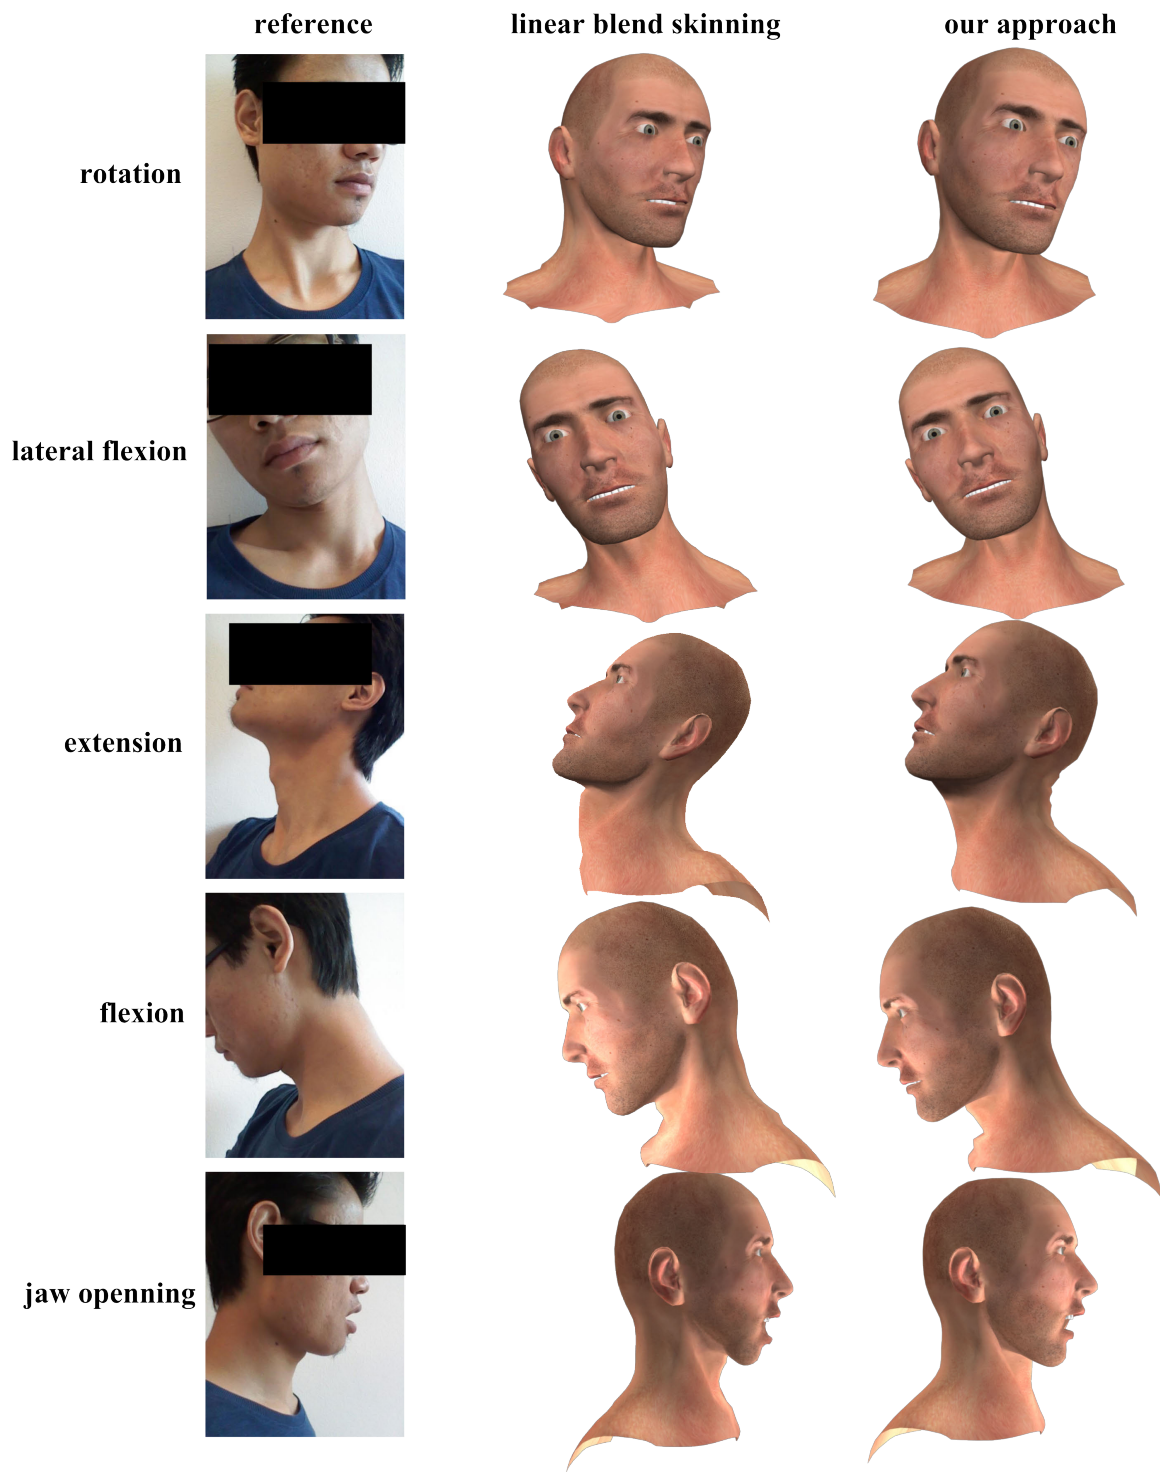 reference linear blend skinning our approach
rotation
lateral flexion
extension
flexion
jaw openning